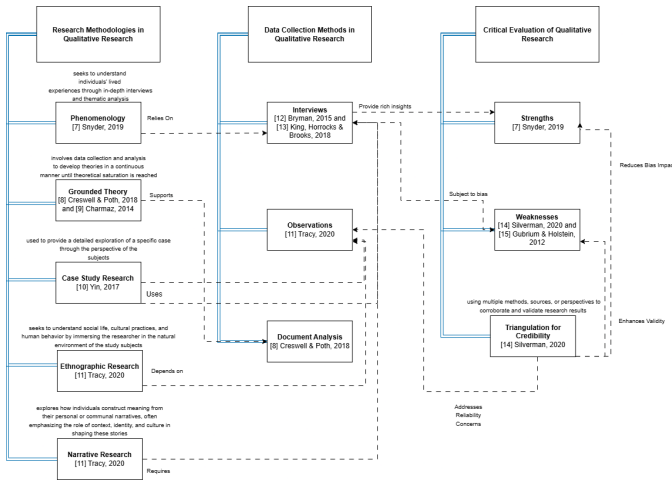 Research Methodologies in
Qualitative Research
seeks to understand
individuals' lived
experiences through in-depth interviews
and thematic analysis
Phenomenology
[7] Snyder, 2019
Relies On
involves data collection and analysis
to develop theories in a continuous
manner until theoretical saturation is reached
Grounded Theory
[8] Creswell & Poth, 2018
and [9] Charmaz, 2014
Supports
used to provide a detailed exploration of a specific case
through the perspective of the
subjects
Case Study Research
[10] Yin, 2017
Uses
seeks to understand social life, cultural practices, and
human behavior by immersing the researcher in the natural
environment of the study subjects
Ethnographic Research
[11] Tracy, 2020
Depends on
explores how individuals construct meaning from
their personal or communal narratives, often
emphasizing the role of context, identity, and culture in
shaping these stories
Narrative Research
[11] Tracy, 2020
Requires
Data Collection Methods in
Qualitative Research
Interviews
[12] Bryman, 2015 and
[13] King, Horrocks &
Brooks, 2018
Provide rich insights
Observations
[11] Tracy, 2020
Subject to bias
Document Analysis
[8] Creswell & Poth, 2018
Critical Evaluation of Qualitative
Research
Strengths
[7] Snyder, 2019
Reduces Bias Impac
Weaknesses
[14] Silverman, 2020 and
[15] Gubrium & Holstein,
2012
using multiple methods, sources, or perspectives to
corroborate and validate research results
Triangulation for
Credibility
[14] Silverman, 2020
Enhances Validity
Addresses
Reliability
Concerns